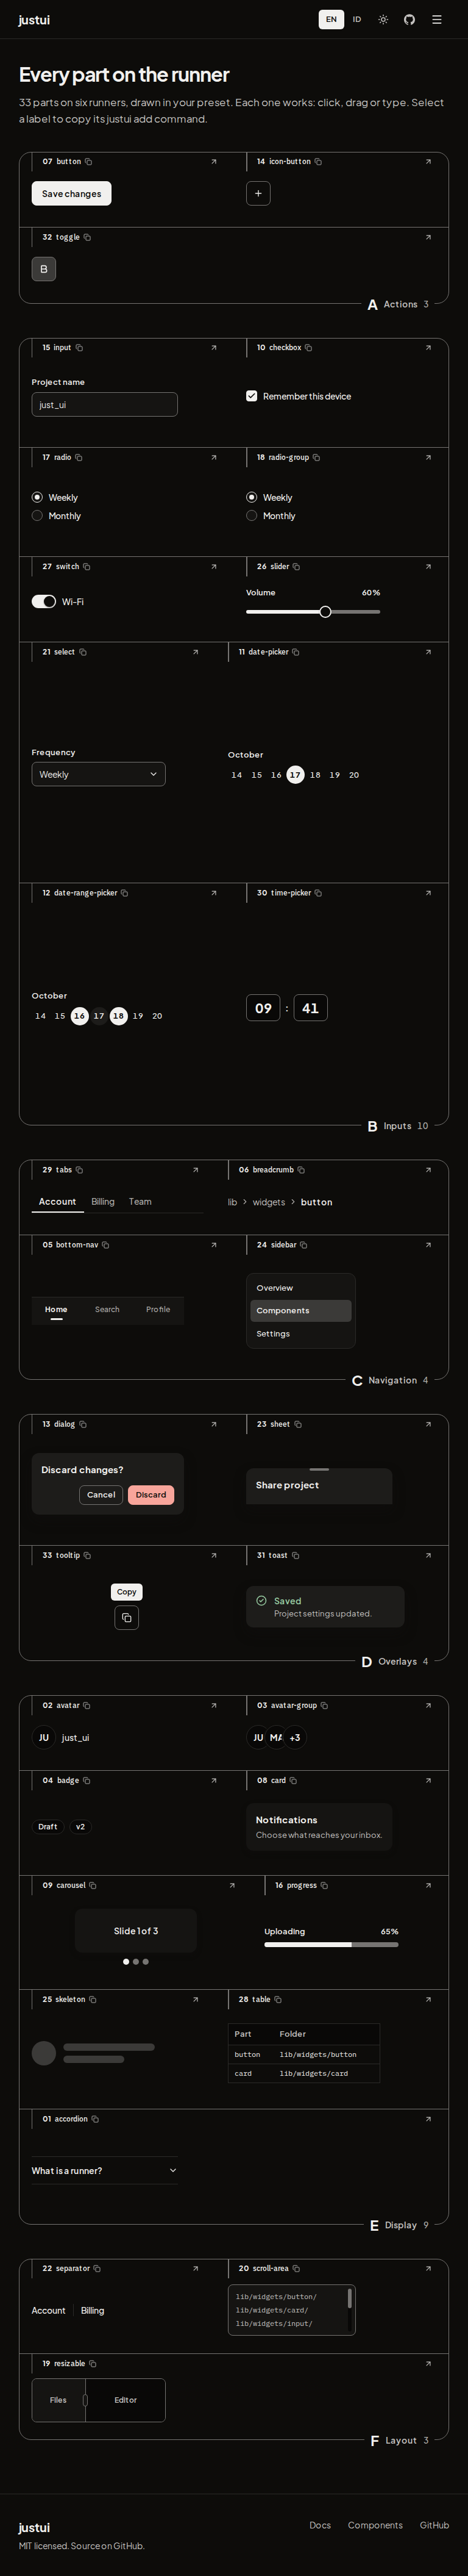 justui
EN ID
Every part on the runner
33 parts on six runners, drawn in your preset. Each one works: click, drag or type. Select
a label to copy its justui add command.
07 button
14 icon-button
Save changes
32 toggle
B
A Actions 3
15 input
10 checkbox
Project name
just_ui
Remember this device
17 radio
18 radio-group
Weekly
Monthly
Weekly
Monthly
27 switch
26 slider
Wi-Fi
Volume 60%
21 select
11 date-picker
Frequency
Weekly
October
14 15 16 17 18 19 20
12 date-range-picker
30 time-picker
October
14 15 16 17 18 19 20
09 : 41
B Inputs 10
29 tabs
06 breadcrumb
Account Billing Team
lib > widgets > button
05 bottom-nav
24 sidebar
Home Search Profile
Overview
Components
Settings
C Navigation 4
13 dialog
23 sheet
Discard changes?
Cancel Discard
Share project
33 tooltip
31 toast
Copy
Saved
Project settings updated.
D Overlays 4
02 avatar
03 avatar-group
JU just_ui
JU MA +3
04 badge
08 card
Draft v2
Notifications
Choose what reaches your inbox.
09 carousel
16 progress
Slide 1 of 3
Uploading 65%
25 skeleton
28 table
Part Folder
button lib/widgets/button
card lib/widgets/card
01 accordion
What is a runner?
E Display 9
22 separator
20 scroll-area
Account Billing
lib/widgets/button/
lib/widgets/card/
lib/widgets/input/
19 resizable
Files Editor
F Layout 3
justui
Docs Components GitHub
MIT licensed. Source on GitHub.